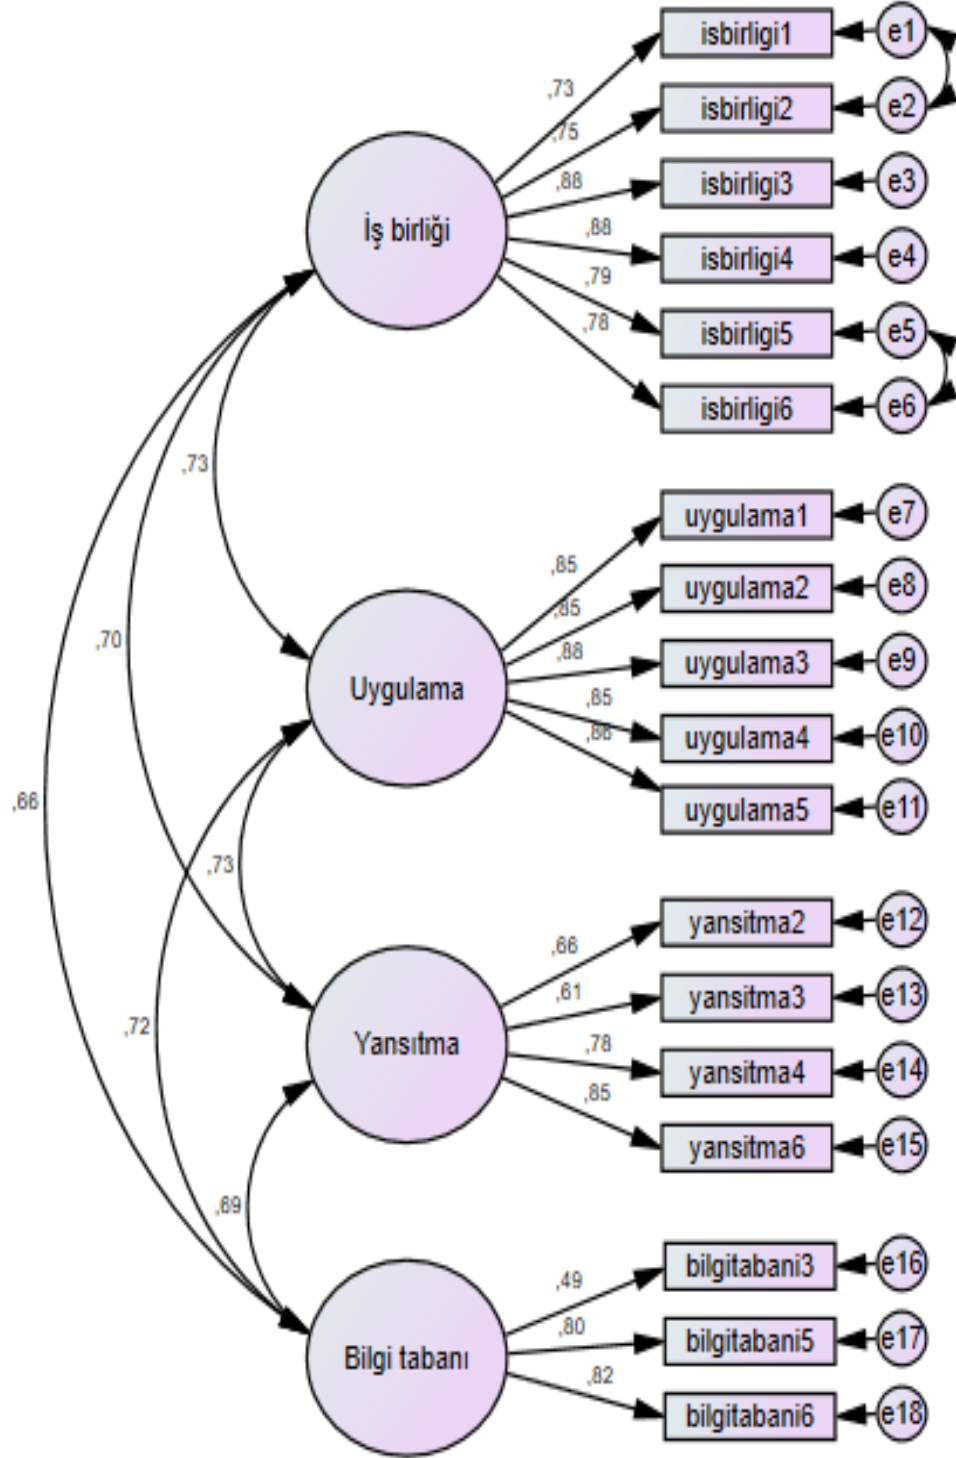 isbirligi1
e1
,73
isbirligi2
e2
,75
isbirligi3
e3
,88
İş birliği
isbirligi4
e4
,88
isbirligi5
e5
,79
isbirligi6
e6
,78
,73
uygulama1
e7
,85
uygulama2
e8
,85
uygulama3
e9
,88
,70
Uygulama
uygulama4
e10
,85
uygulama5
e11
,86
,66
,73
yansitma2
e12
,66
yansitma3
e13
,61
,72
Yansıtma
yansitma4
e14
,78
yansitma6
e15
,85
,69
bilgitabani3
e16
,49
bilgitabani5
e17
,80
Bilgi tabanı
bilgitabani6
e18
,82